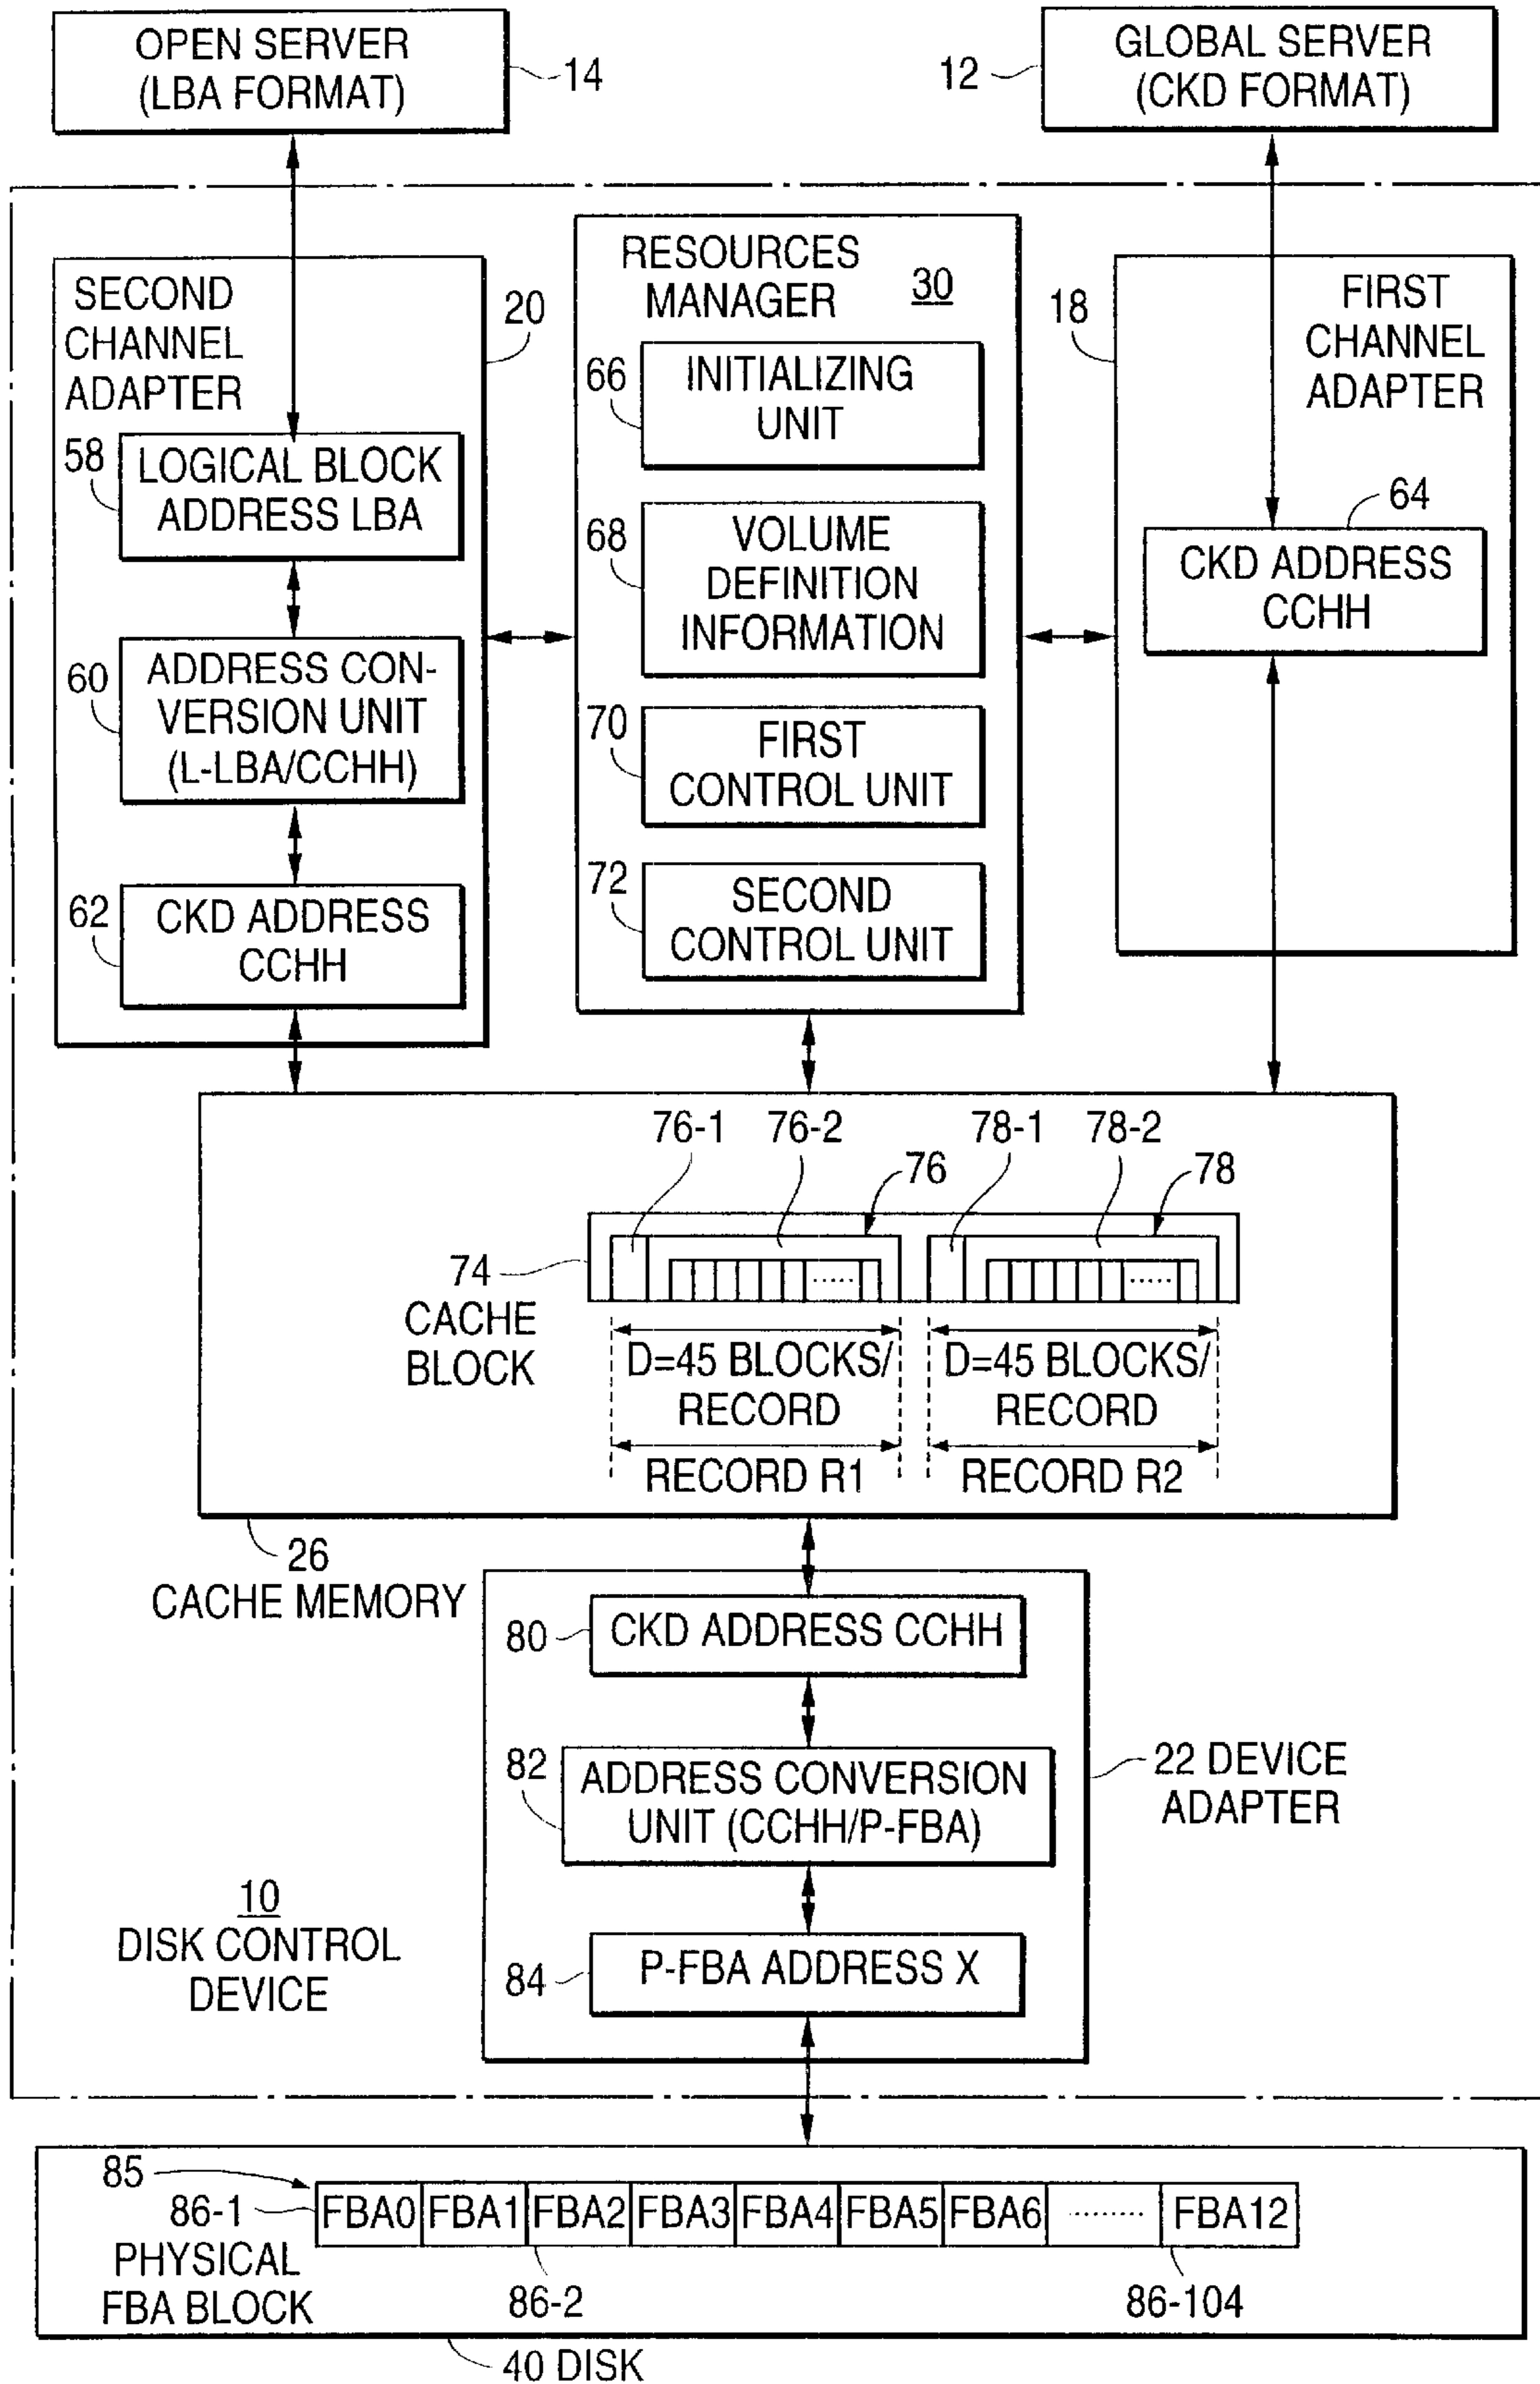 OPEN SERVER
(LBA FORMAT)
14
12
GLOBAL SERVER
(CKD FORMAT)
SECOND
CHANNEL
ADAPTER
20
58
LOGICAL BLOCK
ADDRESS LBA
60
ADDRESS CON-
VERSION UNIT
(L-LBA/CCHH)
62
CKD ADDRESS
CCHH
RESOURCES
MANAGER
30
66
INITIALIZING
UNIT
68
VOLUME
DEFINITION
INFORMATION
70
FIRST
CONTROL UNIT
72
SECOND
CONTROL UNIT
18
FIRST
CHANNEL
ADAPTER
64
CKD ADDRESS
CCHH
76-1
76-2
78-1
78-2
76
78
74
CACHE
BLOCK
D=45 BLOCKS/
RECORD
D=45 BLOCKS/
RECORD
RECORD R1
RECORD R2
26
CACHE MEMORY
80
CKD ADDRESS CCHH
82
ADDRESS CONVERSION
UNIT (CCHH/P-FBA)
22 DEVICE
ADAPTER
84
P-FBA ADDRESS X
10
DISK CONTROL
DEVICE
85
86-1
FBA0 FBA1 FBA2 FBA3 FBA4 FBA5 FBA6 ........ FBA12
PHYSICAL
FBA BLOCK
86-2
86-104
40 DISK